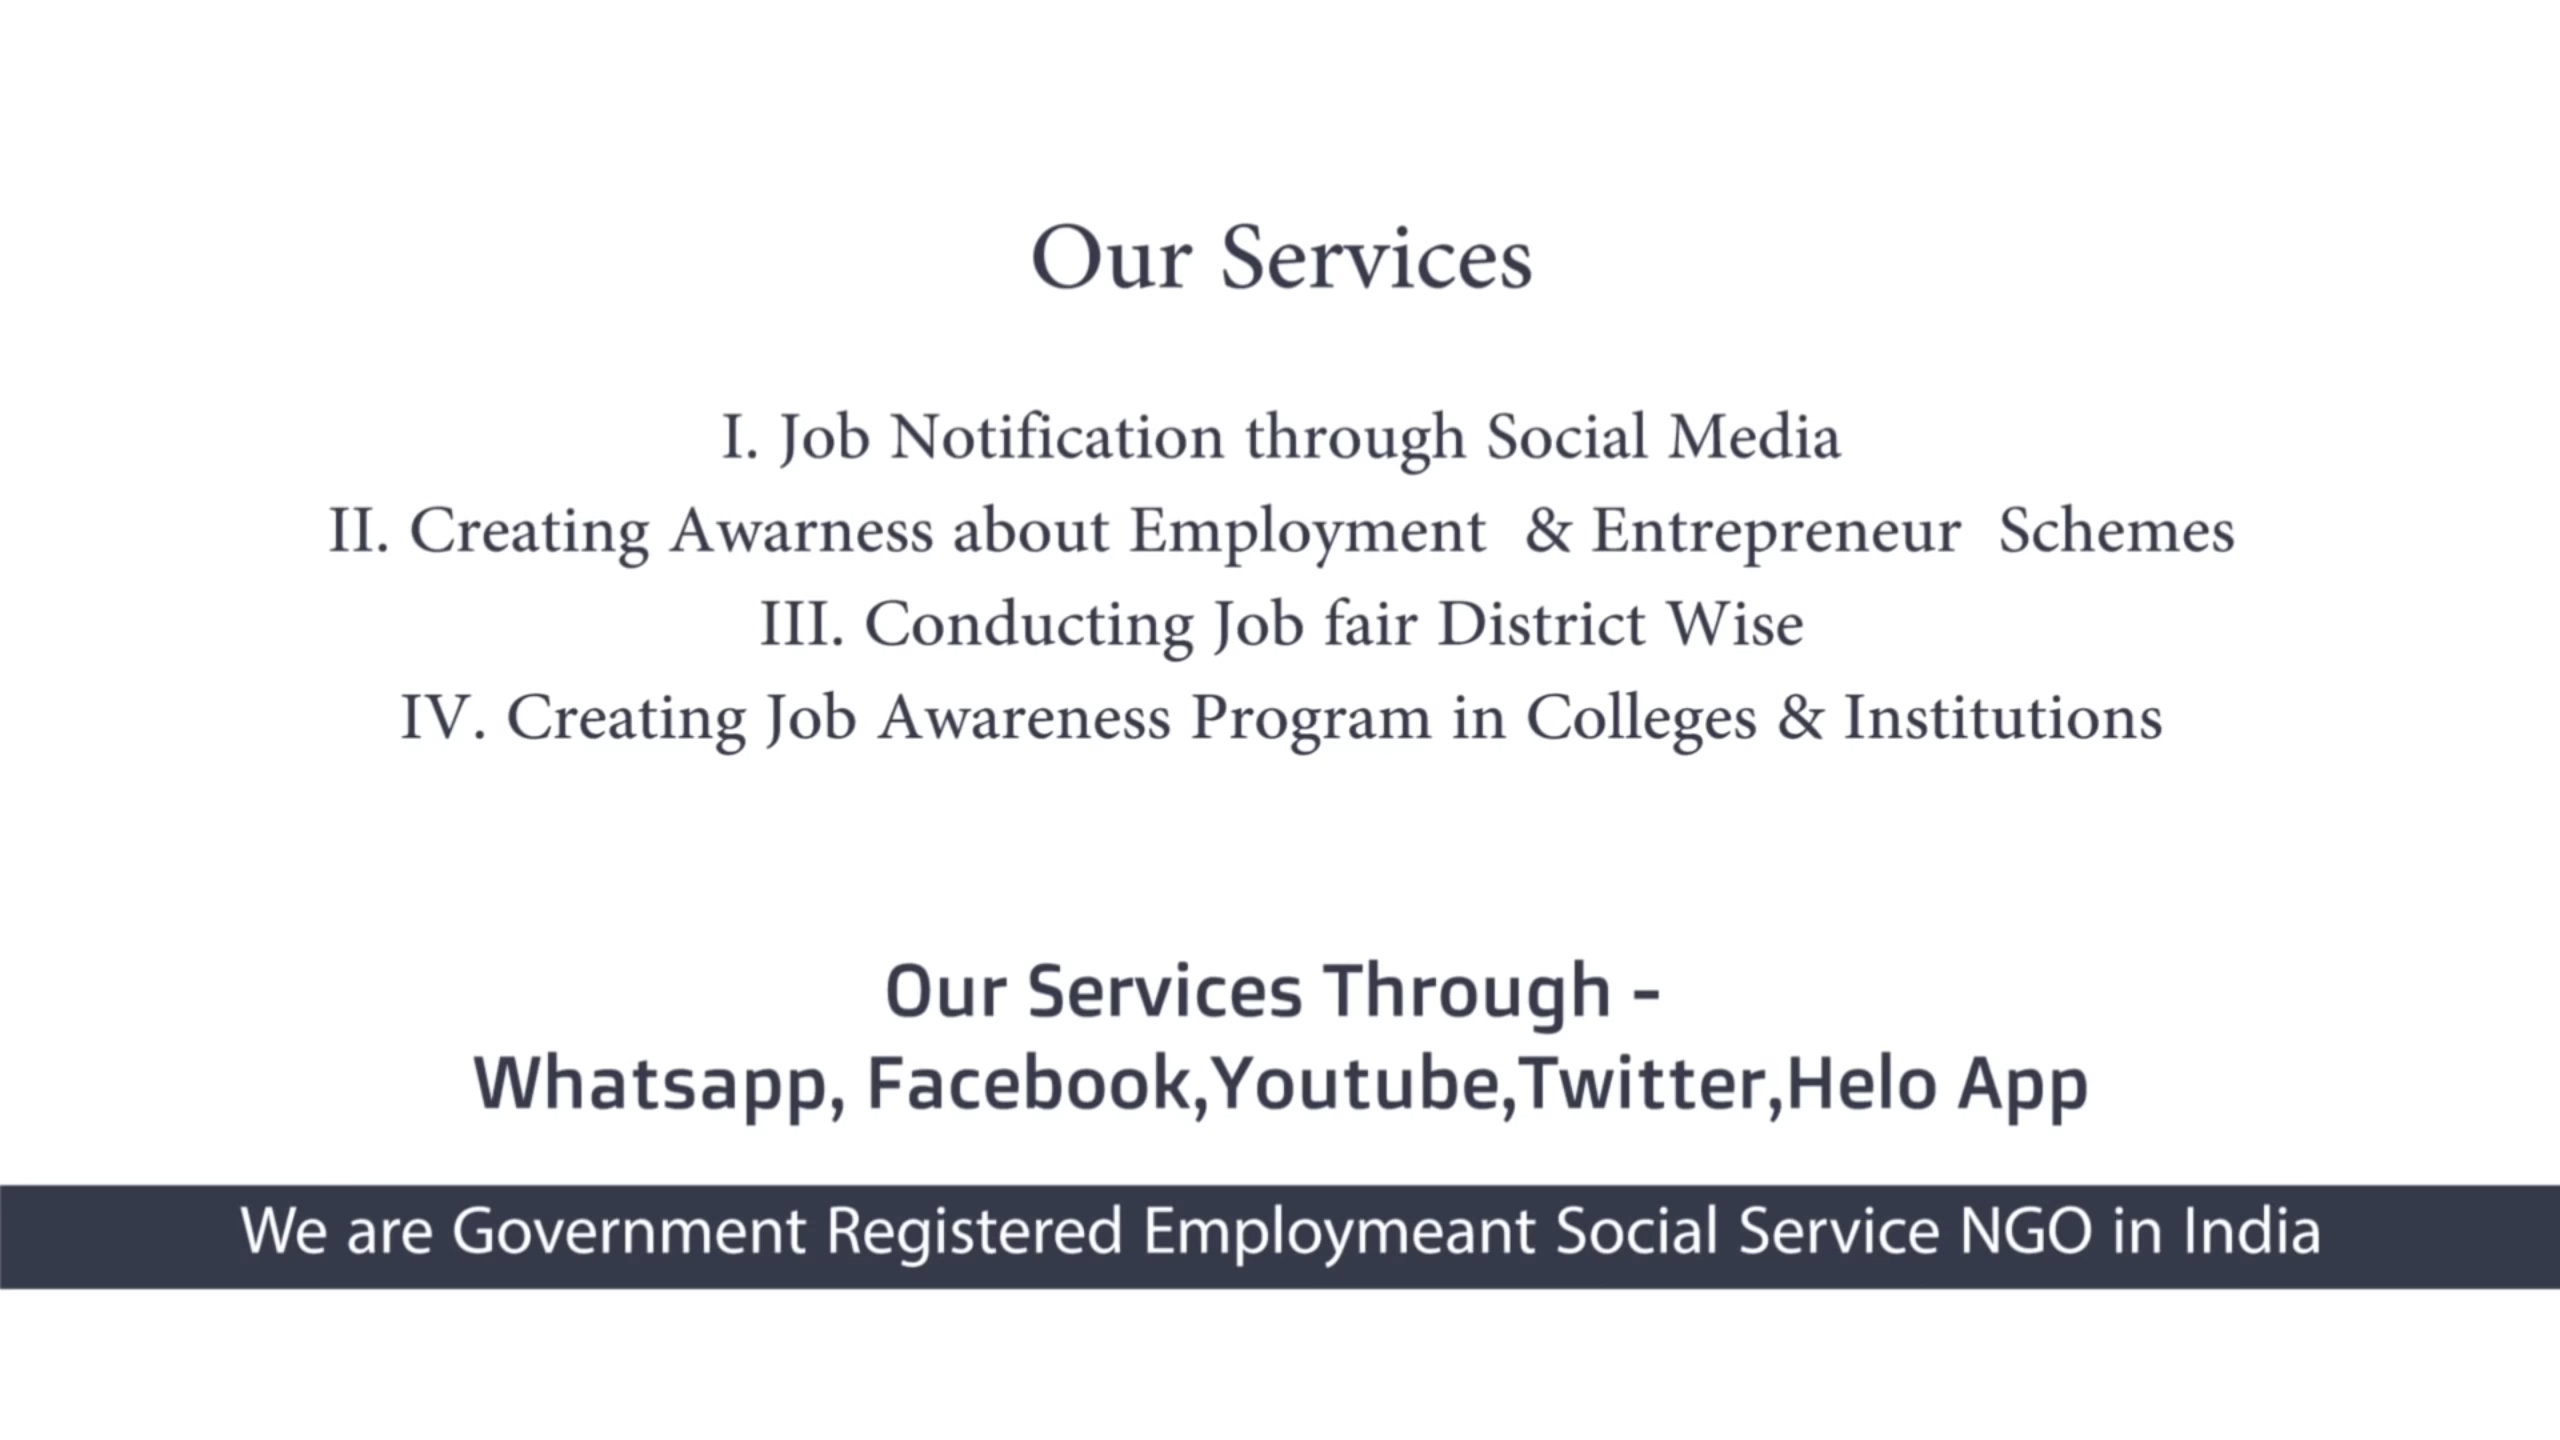 Our Services
I. Job Notification through Social Media
II. Creating Awarness about Employment & Entrepreneur Schemes
III. Conducting Job fair District Wise
IV. Creating Job Awareness Program in Colleges & Institutions
Our Services Through -
Whatsapp, Facebook,Youtube,Twitter,Helo App
We are Government Registered Employmeant Social Service NGO in India